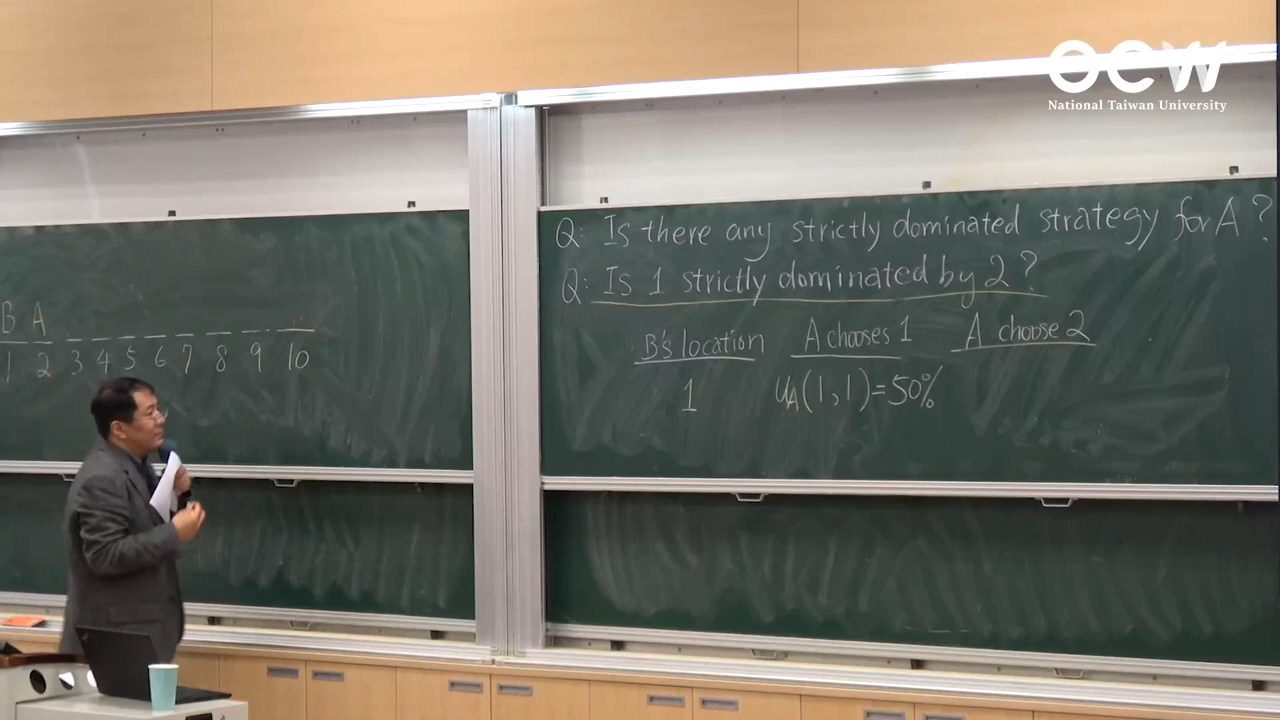 OCW
National Taiwan University
B A
1 2 3 4 5 6 7 8 9 10
Q: Is there any strictly dominated strategy for A ?
Q: Is 1 strictly dominated by 2 ?
B's location A chooses 1 A choose 2
1 u_A(1,1)=50%